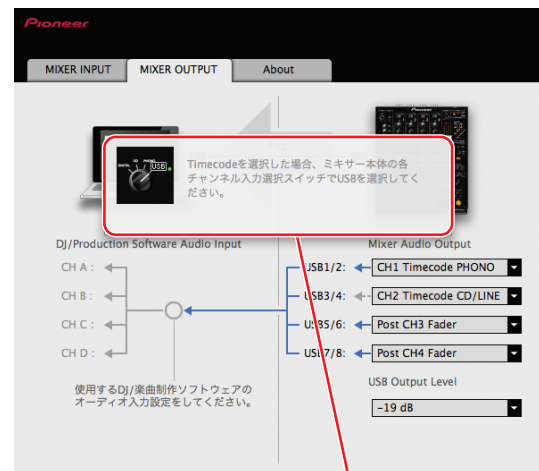 Pioneer
MIXER INPUT MIXER OUTPUT About
USB
Timecodeを選択した場合、ミキサー本体の各
チャンネル入力選択スイッチでUSBを選択してく
ださい。
DJ/Production Software Audio Input
Mixer Audio Output
CH A :
CH B :
CH C :
CH D :
USB1/2: CH1 Timecode PHONO
USB3/4: CH2 Timecode CD/LINE
USB5/6: Post CH3 Fader
USB7/8: Post CH4 Fader
使用するDJ/楽曲制作ソフトウェアの
オーディオ入力設定をしてください。
USB Output Level
-19 dB